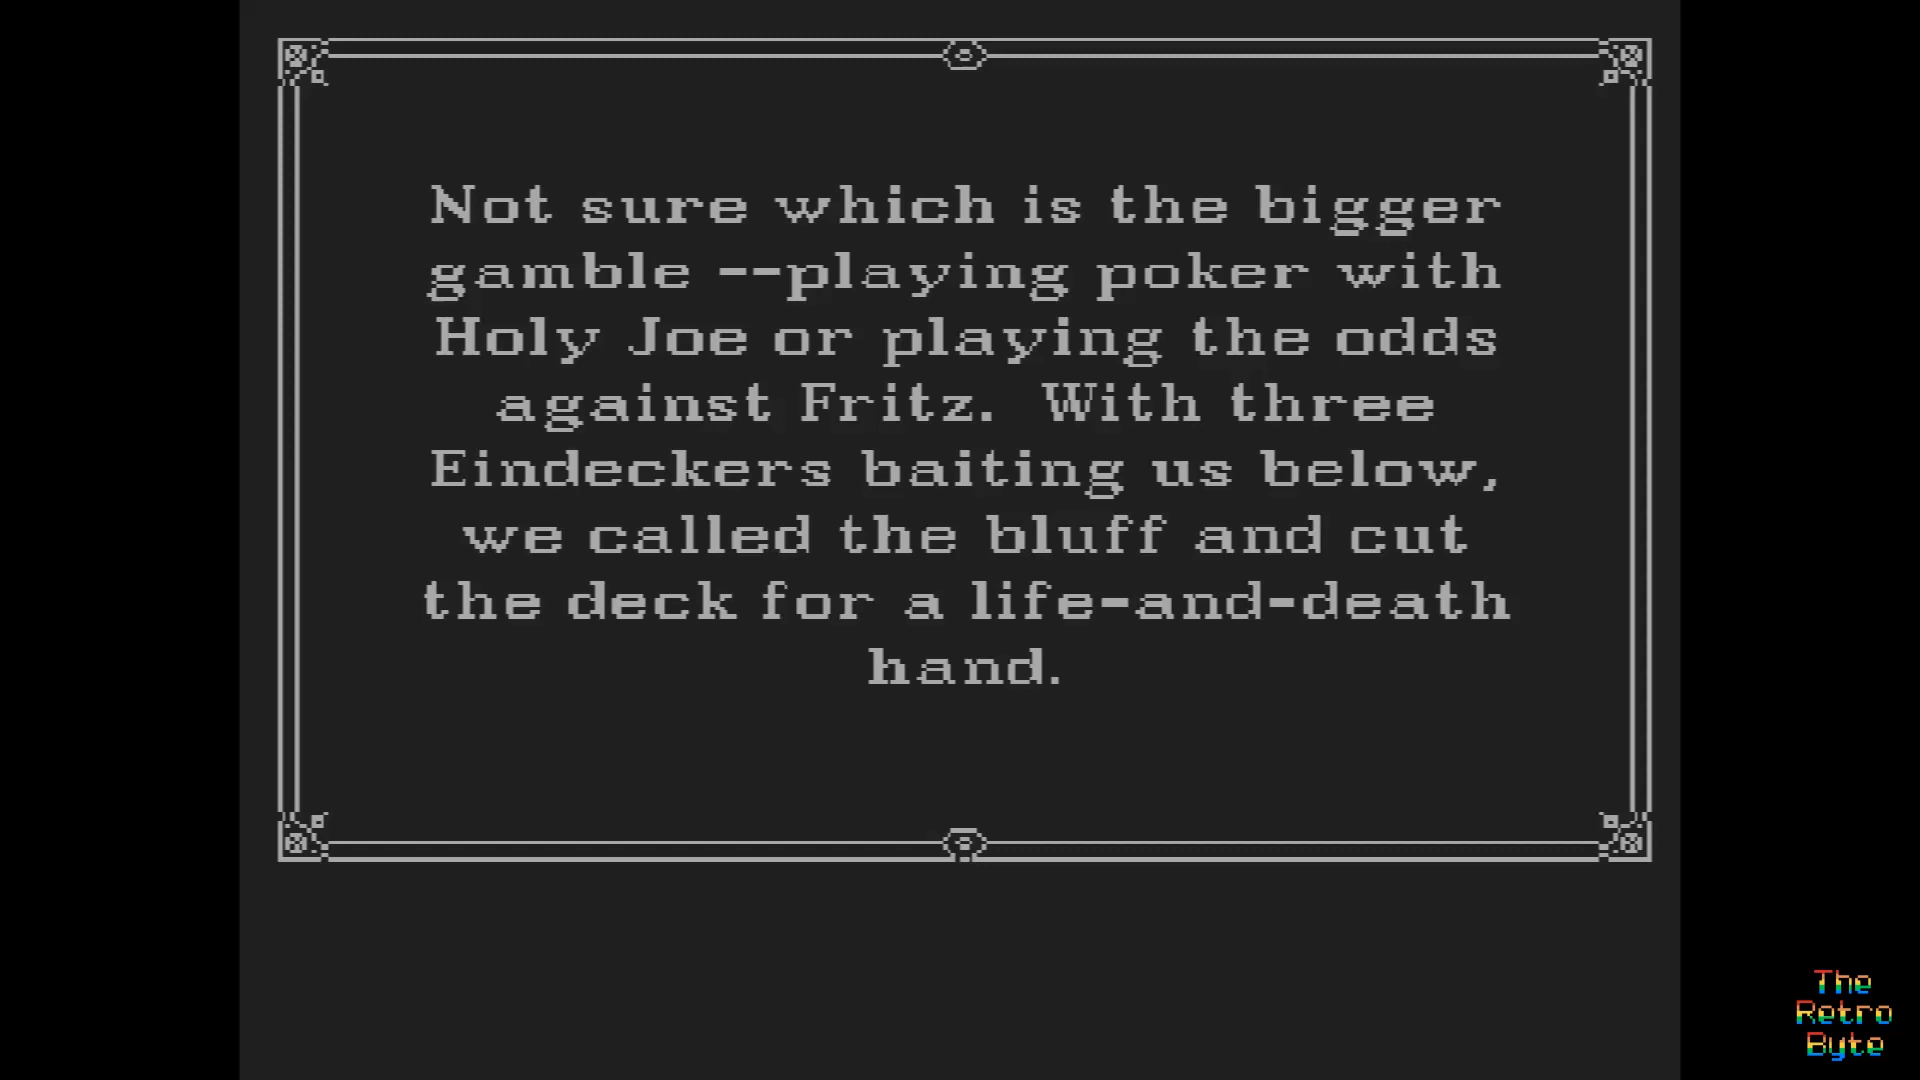 Not sure which is the bigger
gamble --playing poker with
Holy Joe or playing the odds
against Fritz.  With three
Eindeckers baiting us below,
we called the bluff and cut
the deck for a life-and-death
hand.
The
Retro
Byte